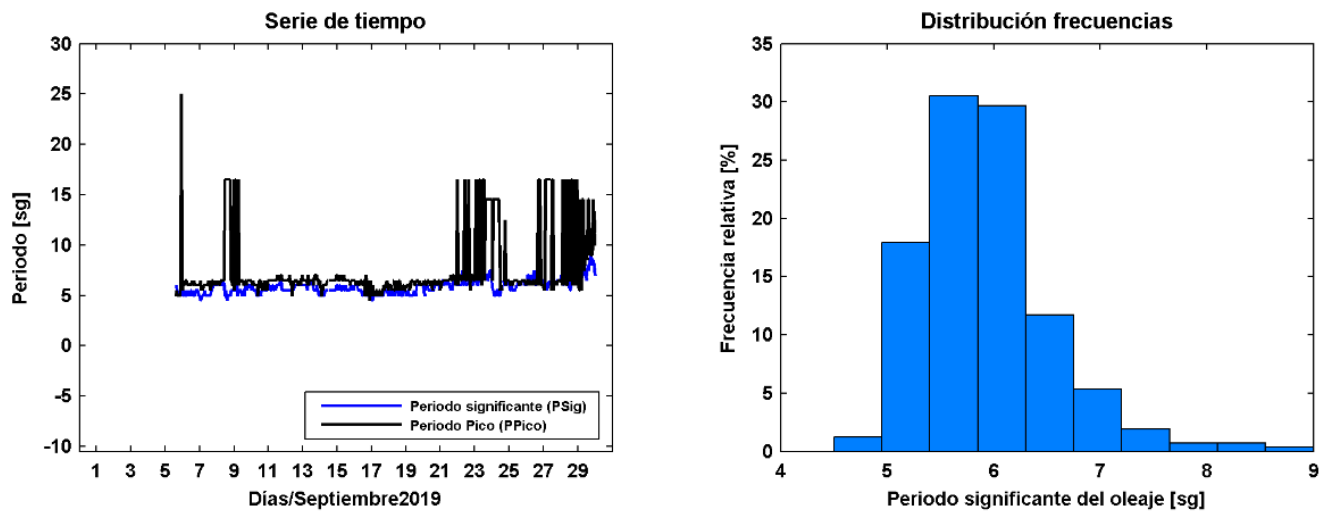 Serie de tiempo
30
25
20
15
10
5
0
-5
-10
Periodo [sg]
Periodo significante (PSig)
Periodo Pico (PPico)
1 3 5 7 9 11 13 15 17 19 21 23 25 27 29
Días/Septiembre2019
Distribución frecuencias
35
30
25
20
15
10
5
0
Frecuencia relativa [%]
4 5 6 7 8 9
Periodo significante del oleaje [sg]